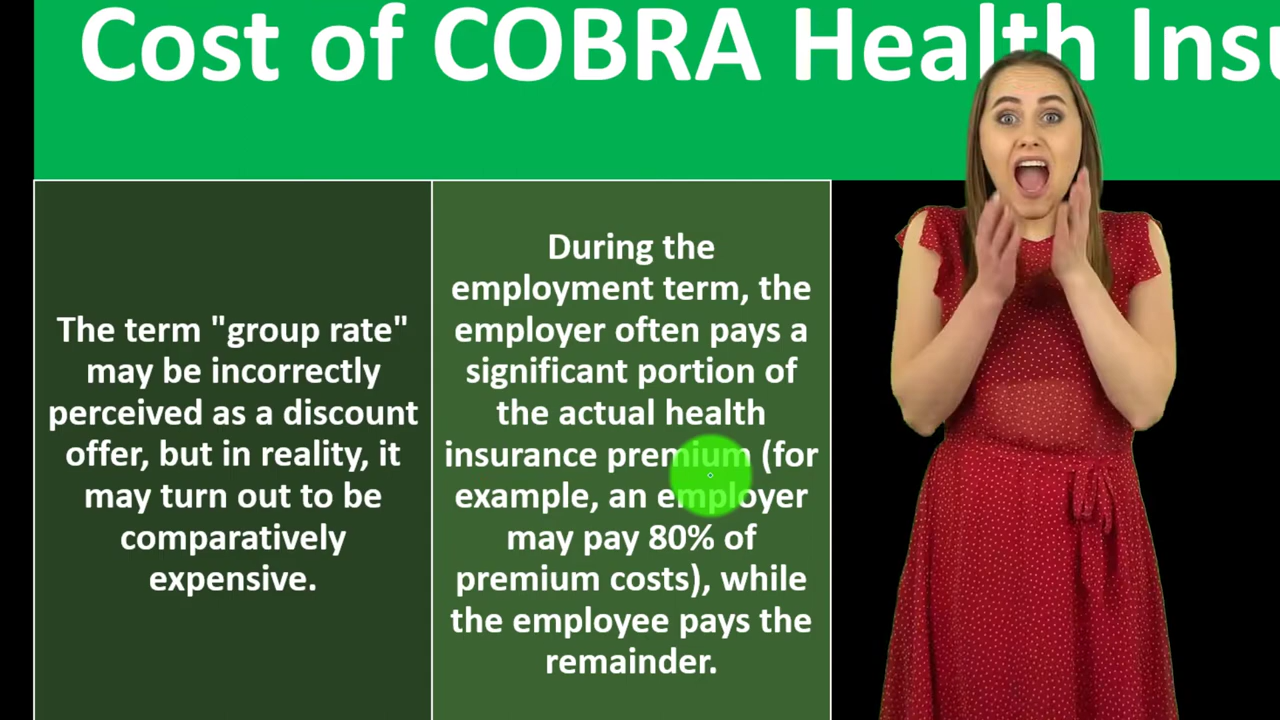 Cost of COBRA Health Insu
The term "group rate"
may be incorrectly
perceived as a discount
offer, but in reality, it
may turn out to be
comparatively
expensive.
During the
employment term, the
employer often pays a
significant portion of
the actual health
insurance premium (for
example, an employer
may pay 80% of
premium costs), while
the employee pays the
remainder.